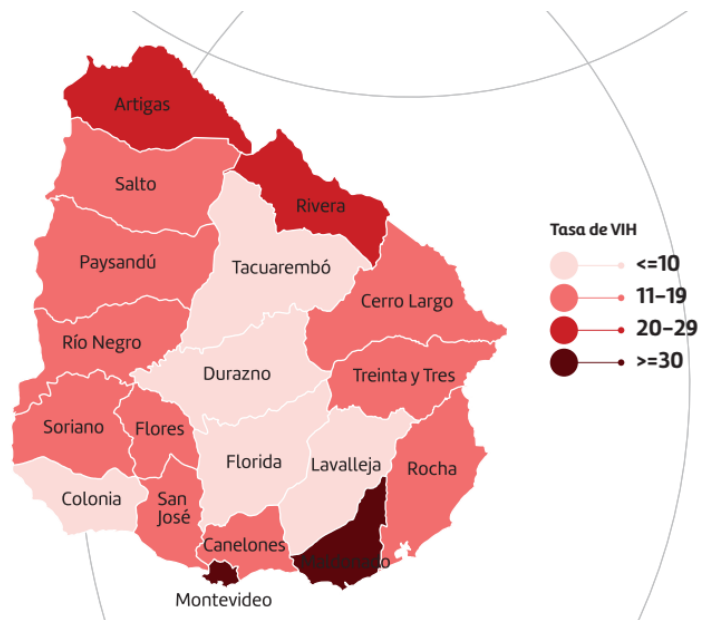 Artigas
Salto
Rivera
Tasa de VIH
Paysandú
Tacuarembó
<=10
11-19
Cerro Largo
20-29
Río Negro
>=30
Durazno
Treinta y Tres
Soriano
Flores
Florida
Lavalleja
Rocha
Colonia
San
José
Canelones
Maldonado
Montevideo